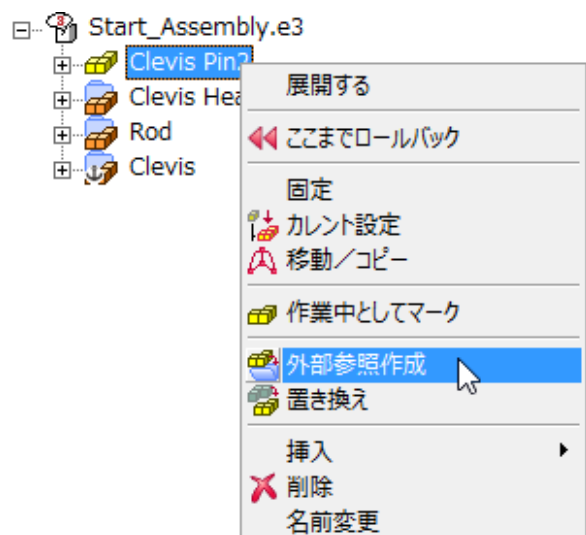 Start_Assembly.e3
Clevis Pin2
Clevis Hea
Rod
Clevis
展開する
ここまでロールバック
固定
カレント設定
移動／コピー
作業中としてマーク
外部参照作成
置き換え
挿入
削除
名前変更